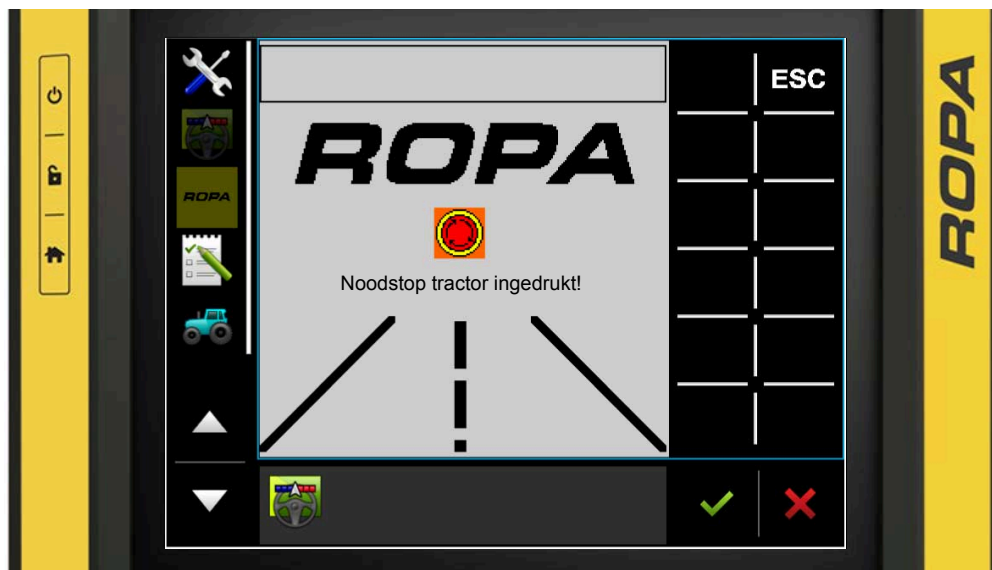 ESC
ROPA
ROPA
Noodstop tractor ingedrukt!
ROPA